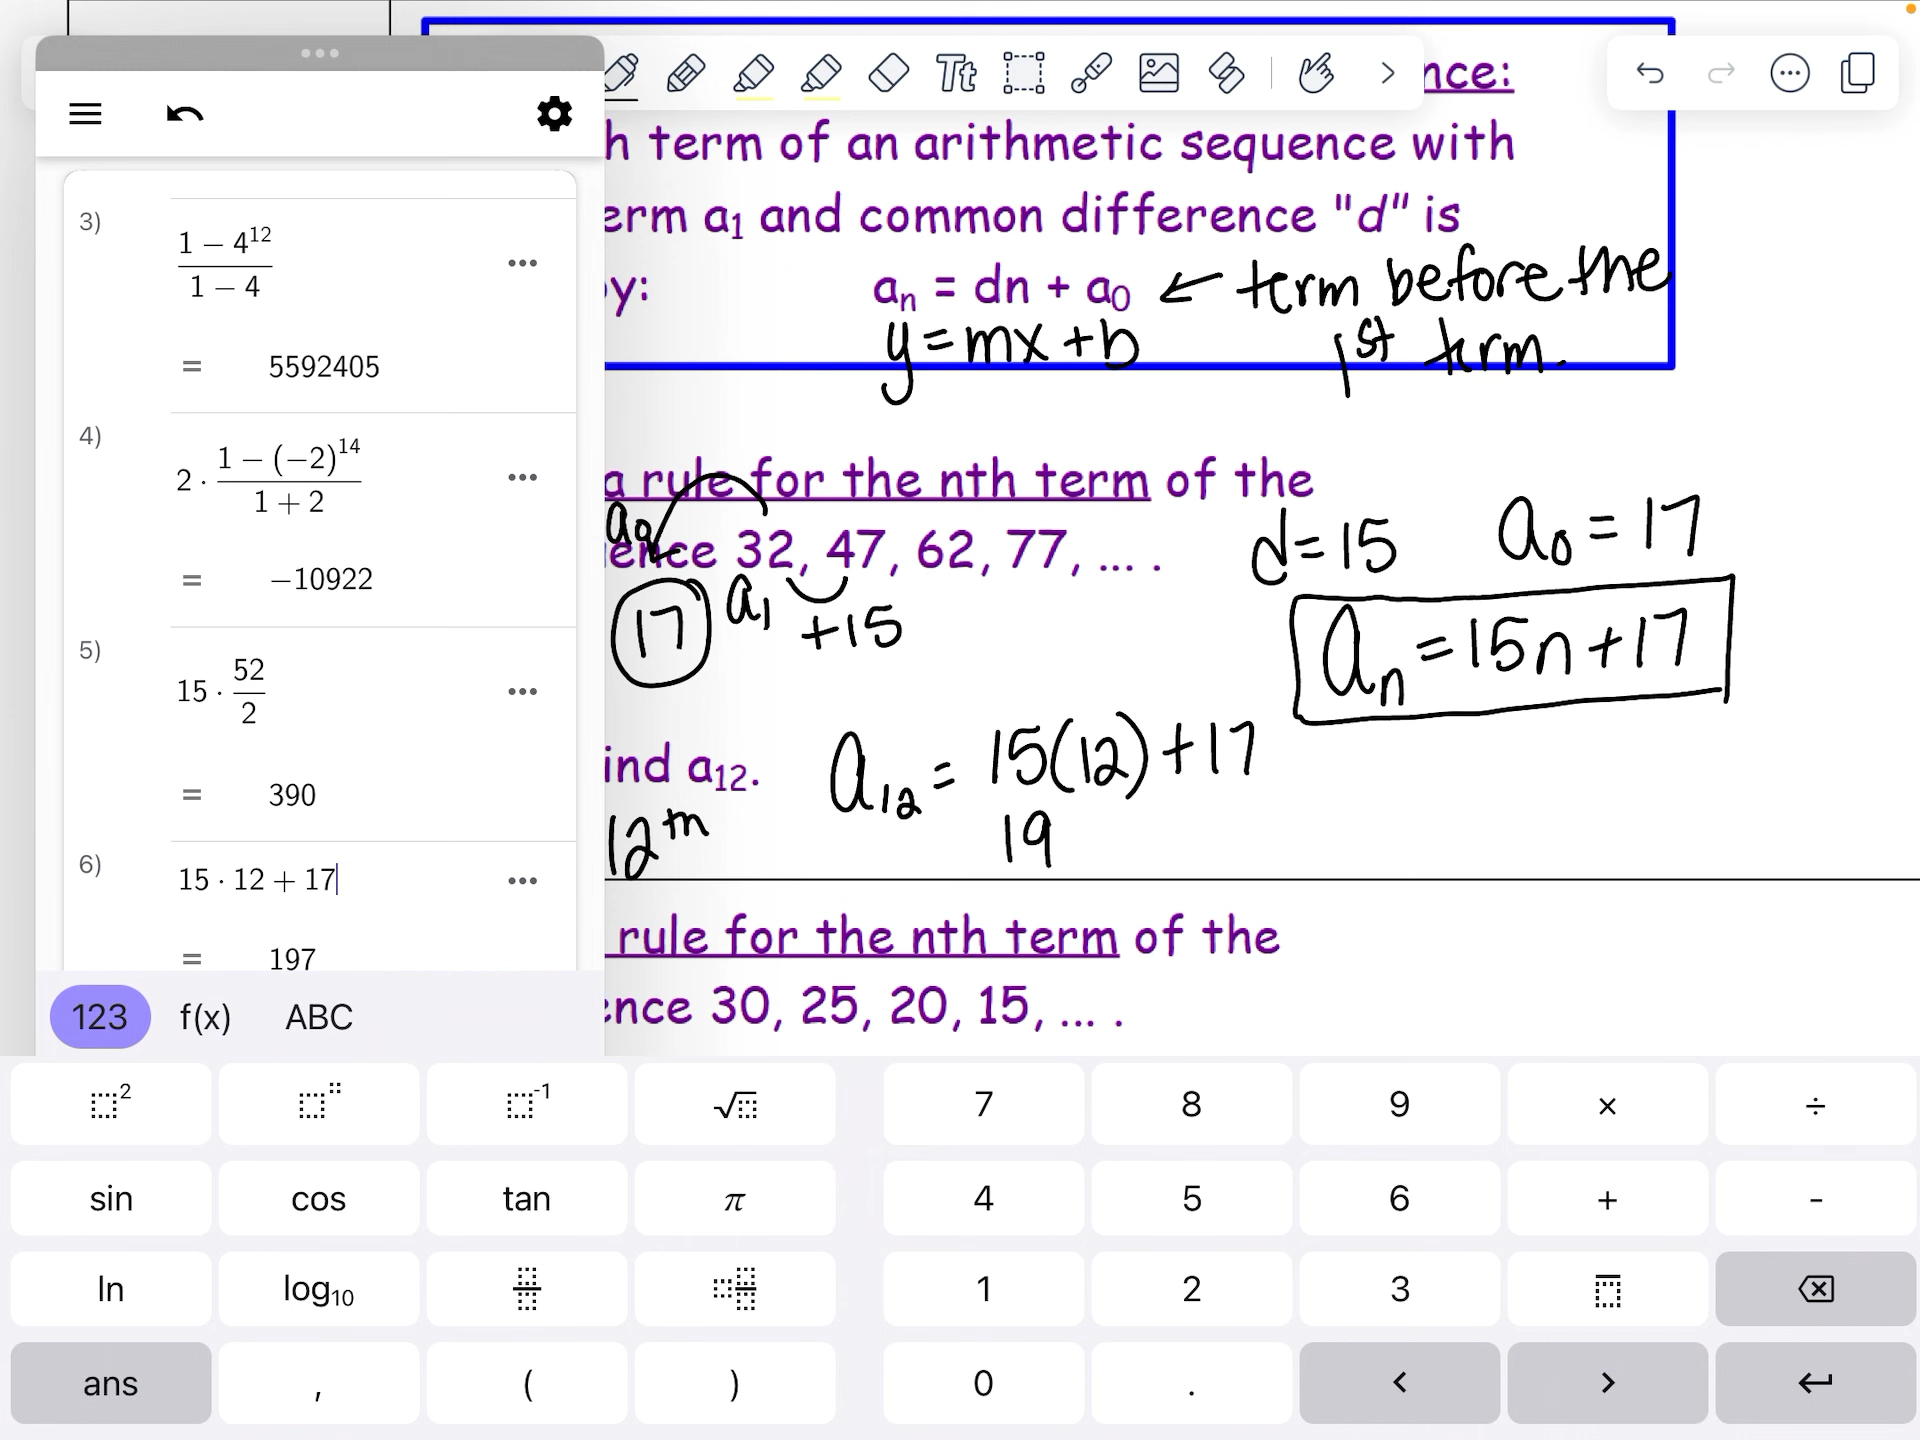 nce:
h term of an arithmetic sequence with
erm a₁ and common difference "d" is
y: aₙ = dn + a₀ ← term before the
y=mx+b 1st term.
a rule for the nth term of the
a₀
ence 32, 47, 62, 77, ... . d=15 a₀=17
17 a₁ +15 aₙ=15n+17
ind a₁₂. a₁₂ = 15(12)+17
12th 19
rule for the nth term of the
ence 30, 25, 20, 15, ... .
Tt
3) (1 − 4¹²)/(1 − 4)
= 5592405
4) 2 · (1 − (−2)¹⁴)/(1 + 2)
= −10922
5) 15 · 52/2
= 390
6) 15 · 12 + 17
= 197
123 f(x) ABC
2 -1 √ 7 8 9 × ÷
sin cos tan π 4 5 6 + -
ln log₁₀ 1 2 3
ans , ( ) 0 . < >